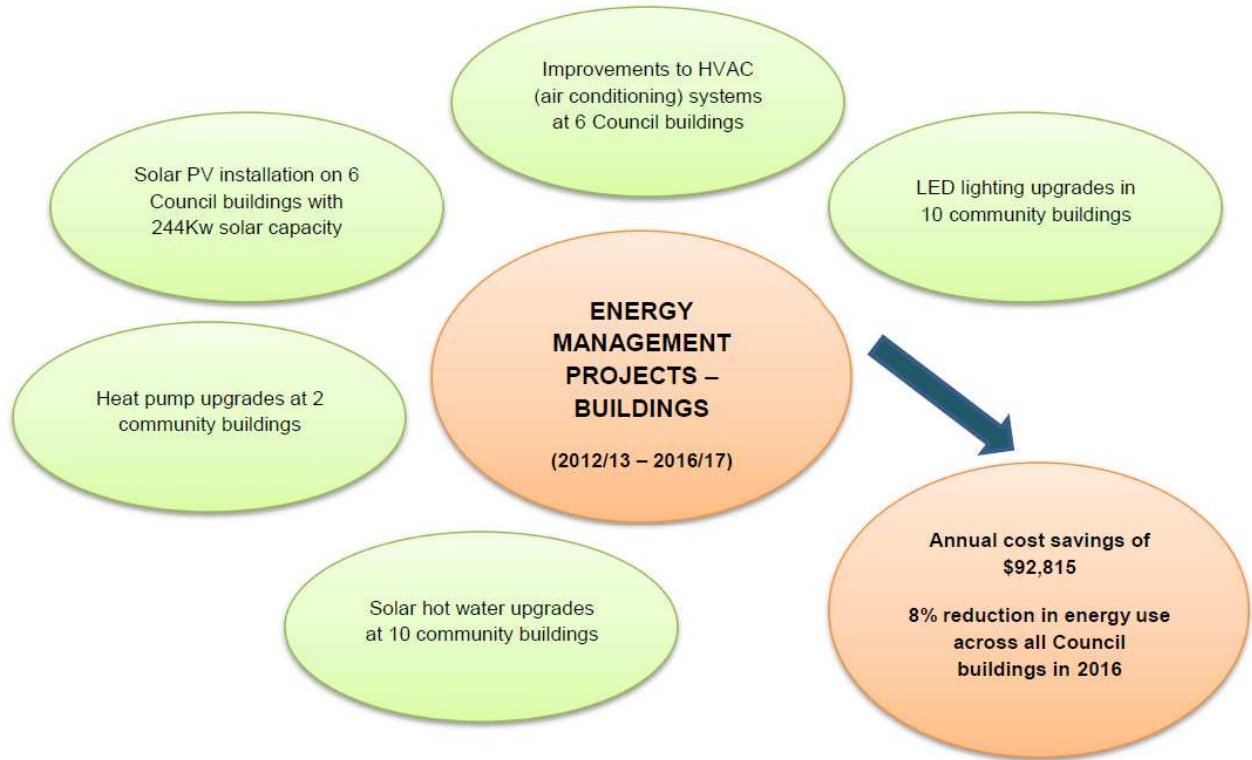 Improvements to HVAC
(air conditioning) systems
at 6 Council buildings
Solar PV installation on 6
Council buildings with
244Kw solar capacity
LED lighting upgrades in
10 community buildings
ENERGY
MANAGEMENT
PROJECTS –
BUILDINGS
(2012/13 – 2016/17)
Heat pump upgrades at 2
community buildings
Annual cost savings of
$92,815
8% reduction in energy use
across all Council
buildings in 2016
Solar hot water upgrades
at 10 community buildings